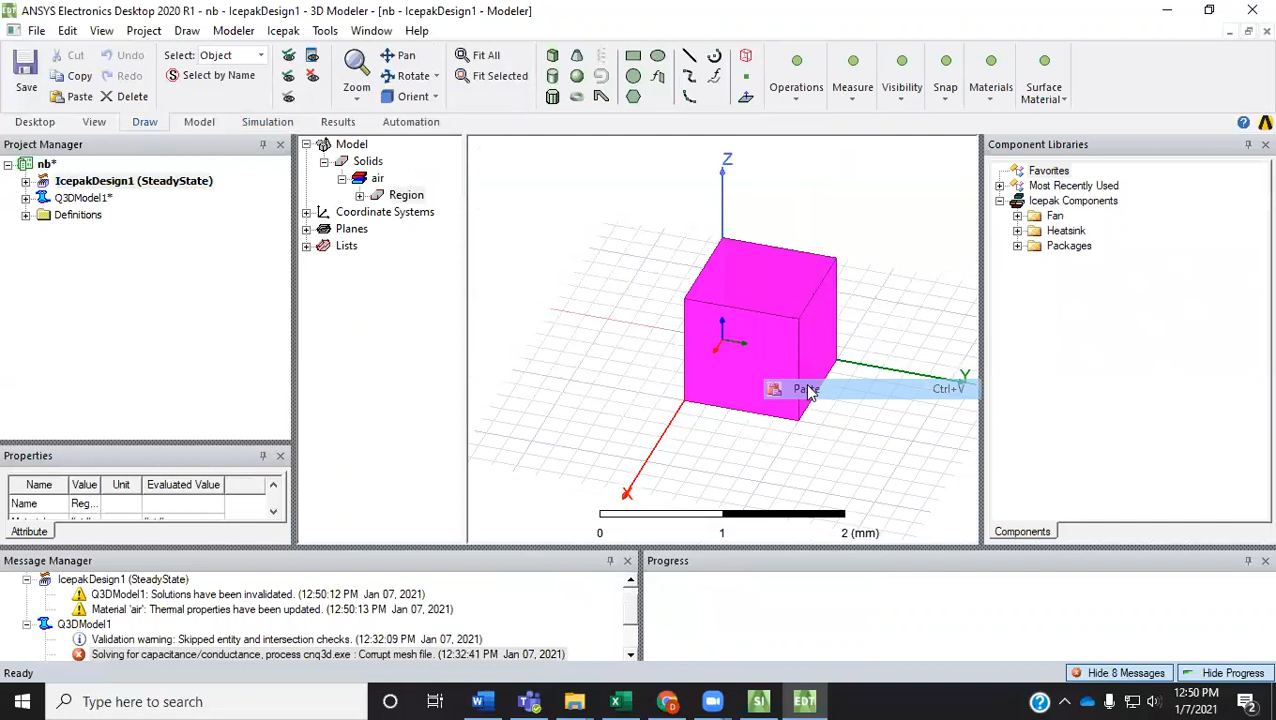 ANSYS Electronics Desktop 2020 R1 - nb - IcepakDesign1 - 3D Modeler - [nb - IcepakDesign1 - Modeler]
File Edit View Project Draw Modeler Icepak Tools Window Help
Save
Cut
Copy
Paste
Undo
Redo
Delete
Select: Object
Select by Name
Zoom
Pan
Rotate
Orient
Fit All
Fit Selected
Operations
Measure
Visibility
Snap
Materials
Surface
Material
Desktop View Draw Model Simulation Results Automation
Project Manager
nb*
IcepakDesign1 (SteadyState)
Q3DModel1*
Definitions
Model
Solids
air
Region
Coordinate Systems
Planes
Lists
Z
Y
X
Ctrl+V
0 1 2 (mm)
Component Libraries
Favorites
Most Recently Used
Icepak Components
Fan
Heatsink
Packages
Components
Properties
Name Value Unit Evaluated Value
Name Reg...
Attribute
Message Manager
IcepakDesign1 (SteadyState)
Q3DModel1: Solutions have been invalidated. (12:50:12 PM Jan 07, 2021)
Material 'air': Thermal properties have been updated. (12:50:13 PM Jan 07, 2021)
Q3DModel1
Validation warning: Skipped entity and intersection checks. (12:32:09 PM Jan 07, 2021)
Solving for capacitance/conductance, process cnq3d.exe : Corrupt mesh file. (12:32:41 PM Jan 07, 2021)
Progress
Ready
Hide 8 Messages
Hide Progress
Type here to search
SI
EDT
12:50 PM
1/7/2021
2